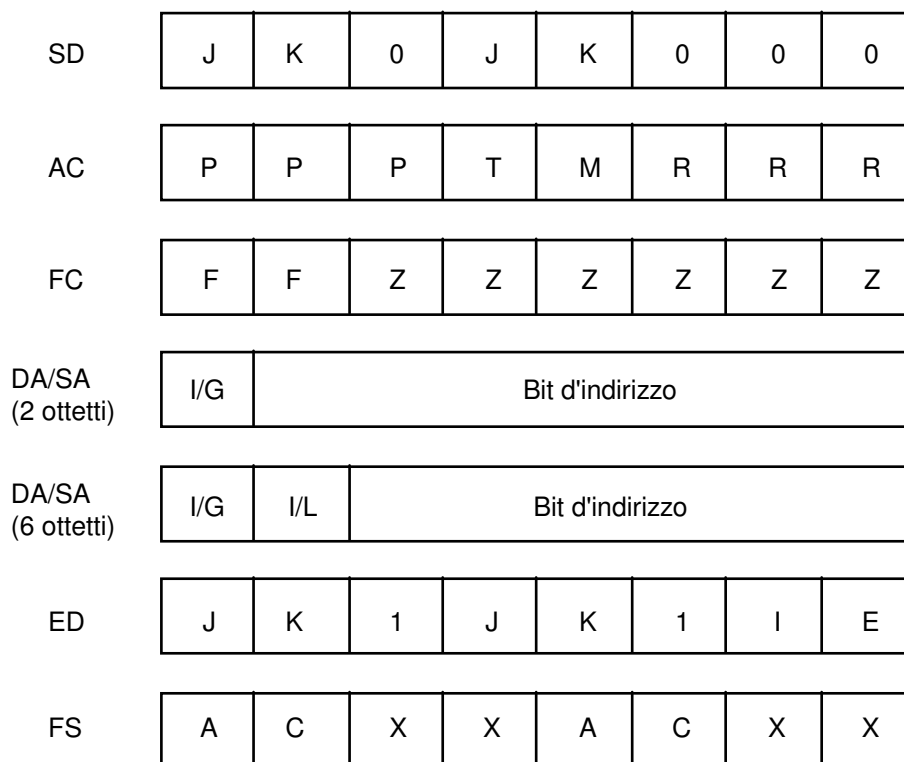 SD J K 0 J K 0 0 0
AC P P P T M R R R
FC F F Z Z Z Z Z Z
DA/SA
(2 ottetti) I/G Bit d'indirizzo
DA/SA
(6 ottetti) I/G I/L Bit d'indirizzo
ED J K 1 J K 1 I E
FS A C X X A C X X